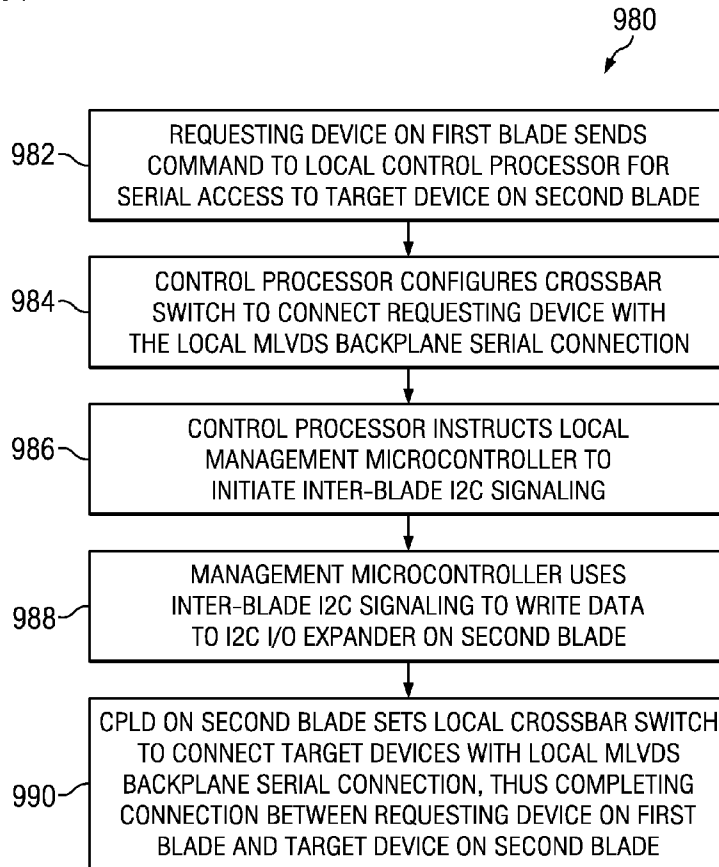 980
982
REQUESTING DEVICE ON FIRST BLADE SENDS
COMMAND TO LOCAL CONTROL PROCESSOR FOR
SERIAL ACCESS TO TARGET DEVICE ON SECOND BLADE
984
CONTROL PROCESSOR CONFIGURES CROSSBAR
SWITCH TO CONNECT REQUESTING DEVICE WITH
THE LOCAL MLVDS BACKPLANE SERIAL CONNECTION
986
CONTROL PROCESSOR INSTRUCTS LOCAL
MANAGEMENT MICROCONTROLLER TO
INITIATE INTER-BLADE I2C SIGNALING
988
MANAGEMENT MICROCONTROLLER USES
INTER-BLADE I2C SIGNALING TO WRITE DATA
TO I2C I/O EXPANDER ON SECOND BLADE
990
CPLD ON SECOND BLADE SETS LOCAL CROSSBAR SWITCH
TO CONNECT TARGET DEVICES WITH LOCAL MLVDS
BACKPLANE SERIAL CONNECTION, THUS COMPLETING
CONNECTION BETWEEN REQUESTING DEVICE ON FIRST
BLADE AND TARGET DEVICE ON SECOND BLADE